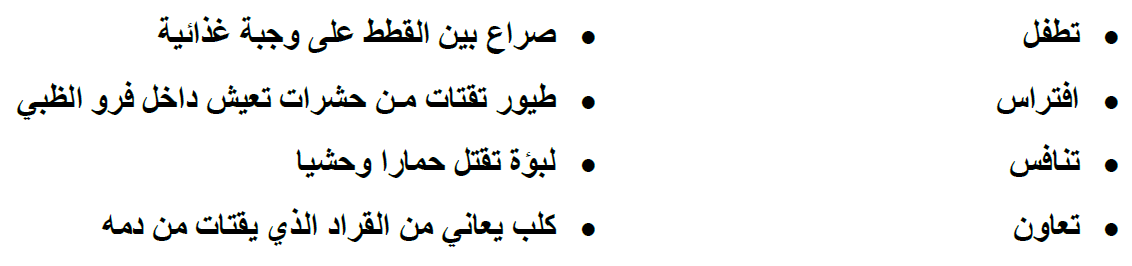 • تطفل • صراع بين القطط على وجبة غذائية
• افتراس • طيور تقتات مـن حشرات تعيش داخل فرو الظبي
• تنافس • لبؤة تقتل حمارا وحشيا
• تعاون • كلب يعاني من القراد الذي يقتات من دمه